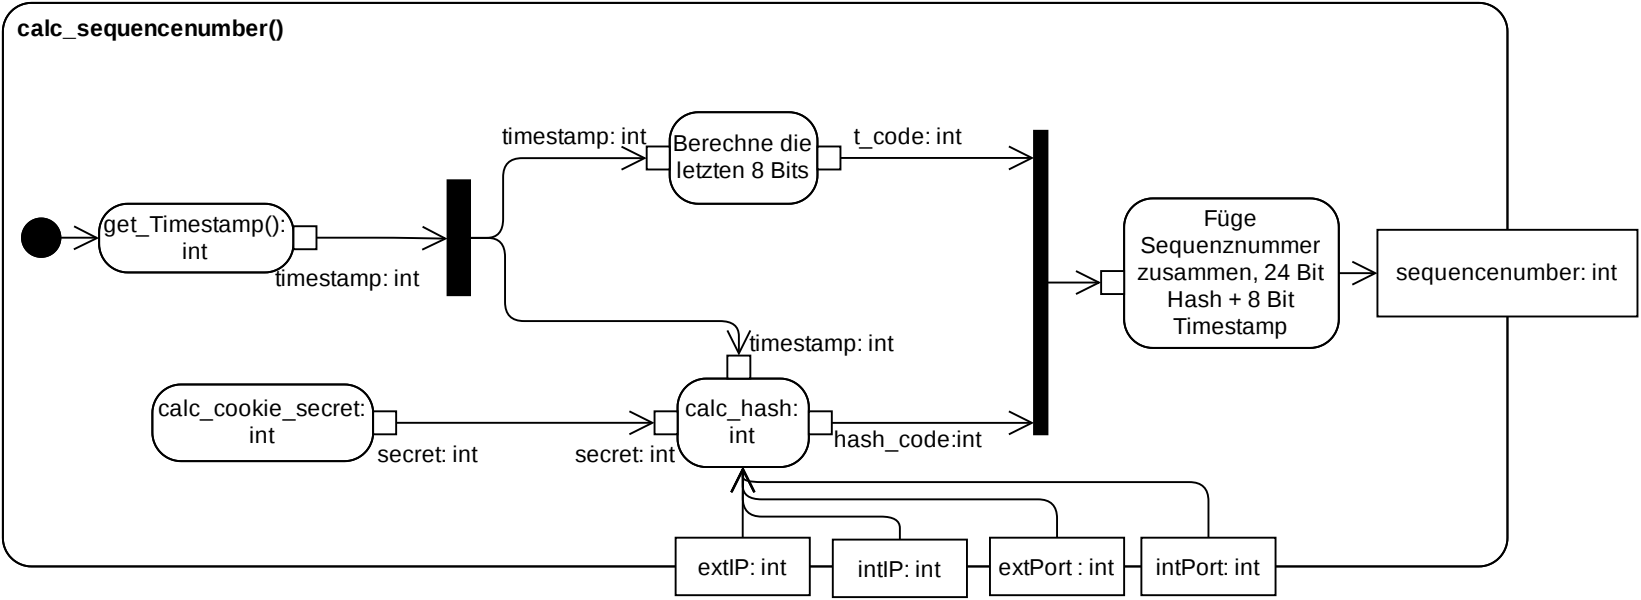 calc_sequencenumber()
timestamp: int
Berechne die
letzten 8 Bits
t_code: int
get_Timestamp():
int
timestamp: int
Füge
Sequenznummer
zusammen, 24 Bit
Hash + 8 Bit
Timestamp
sequencenumber: int
timestamp: int
calc_cookie_secret:
int
secret: int
secret: int
calc_hash:
int
hash_code:int
extIP: int
intIP: int
extPort : int
intPort: int